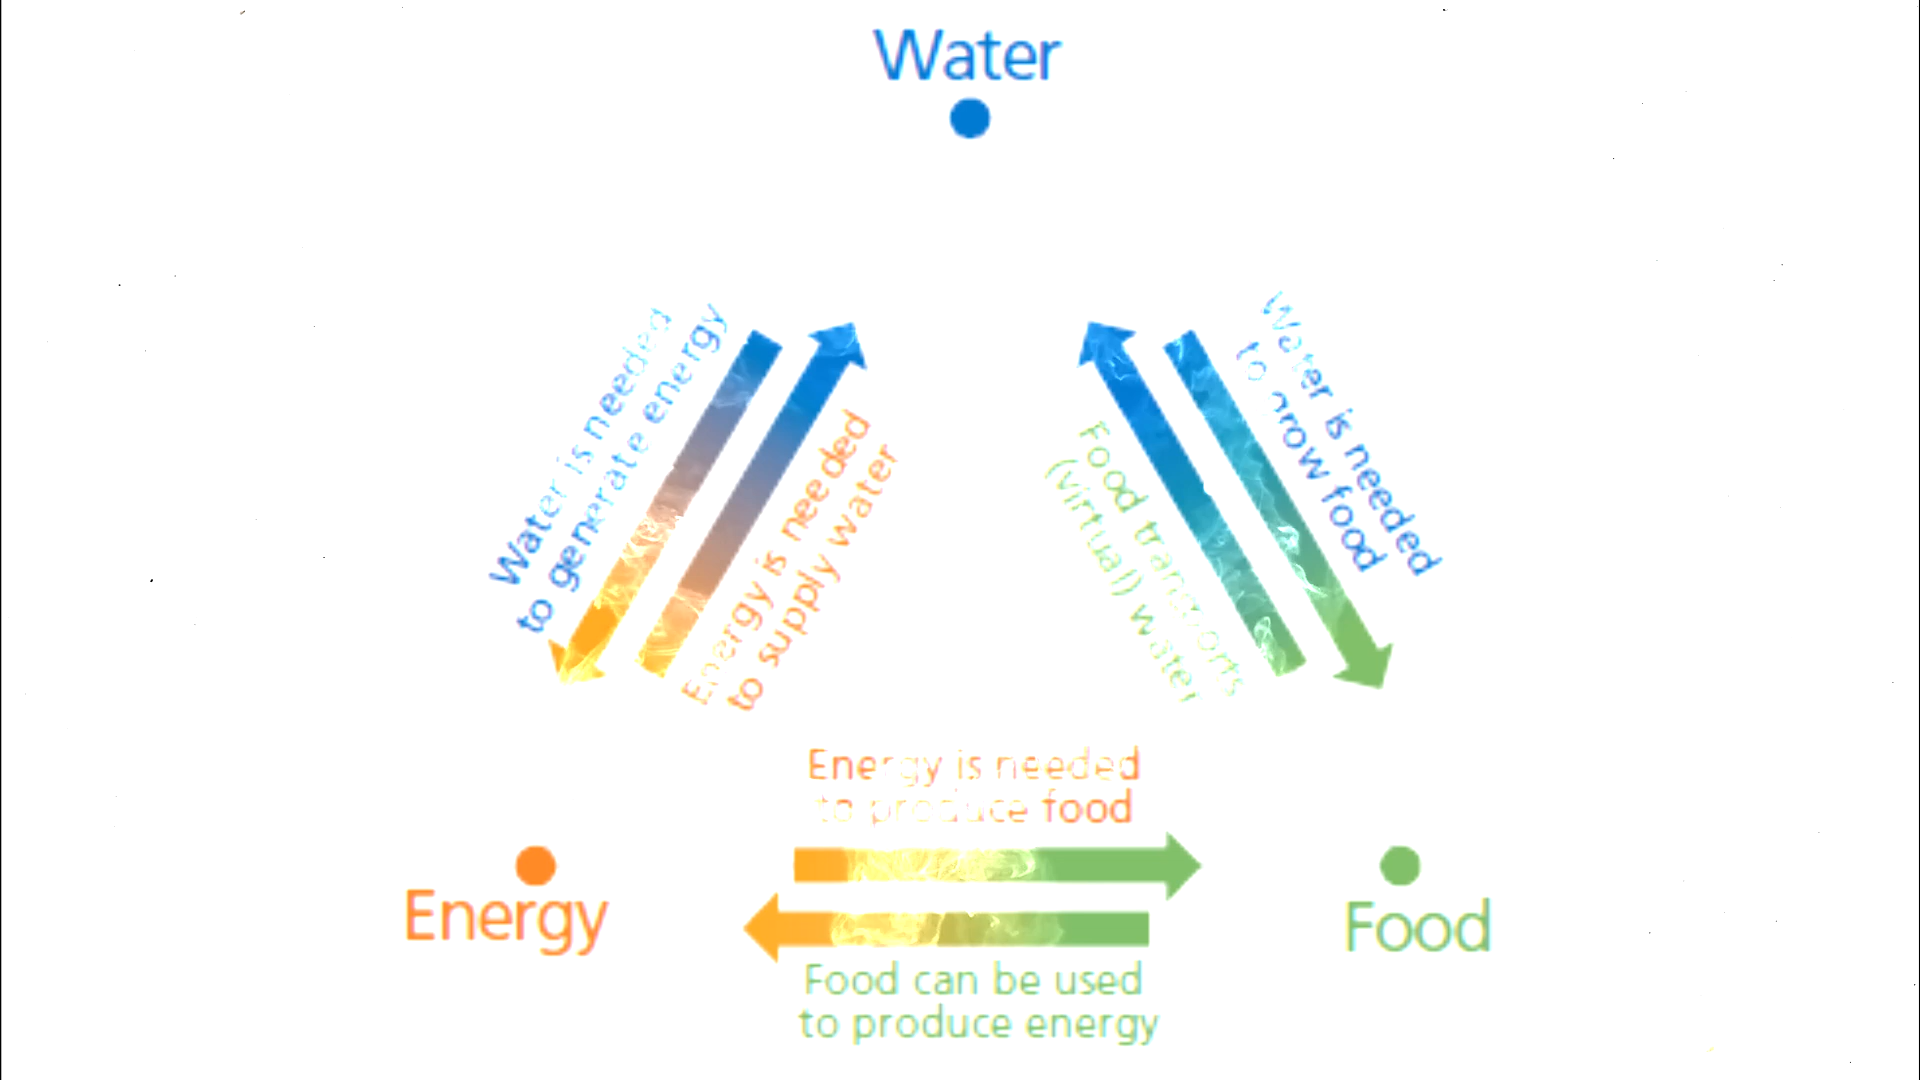 Water
Water is needed
to generate energy
Energy is needed
to supply water
Food transports
(virtual) water
Water is needed
to grow food
Energy is needed
to produce food
Energy
Food
Food can be used
to produce energy